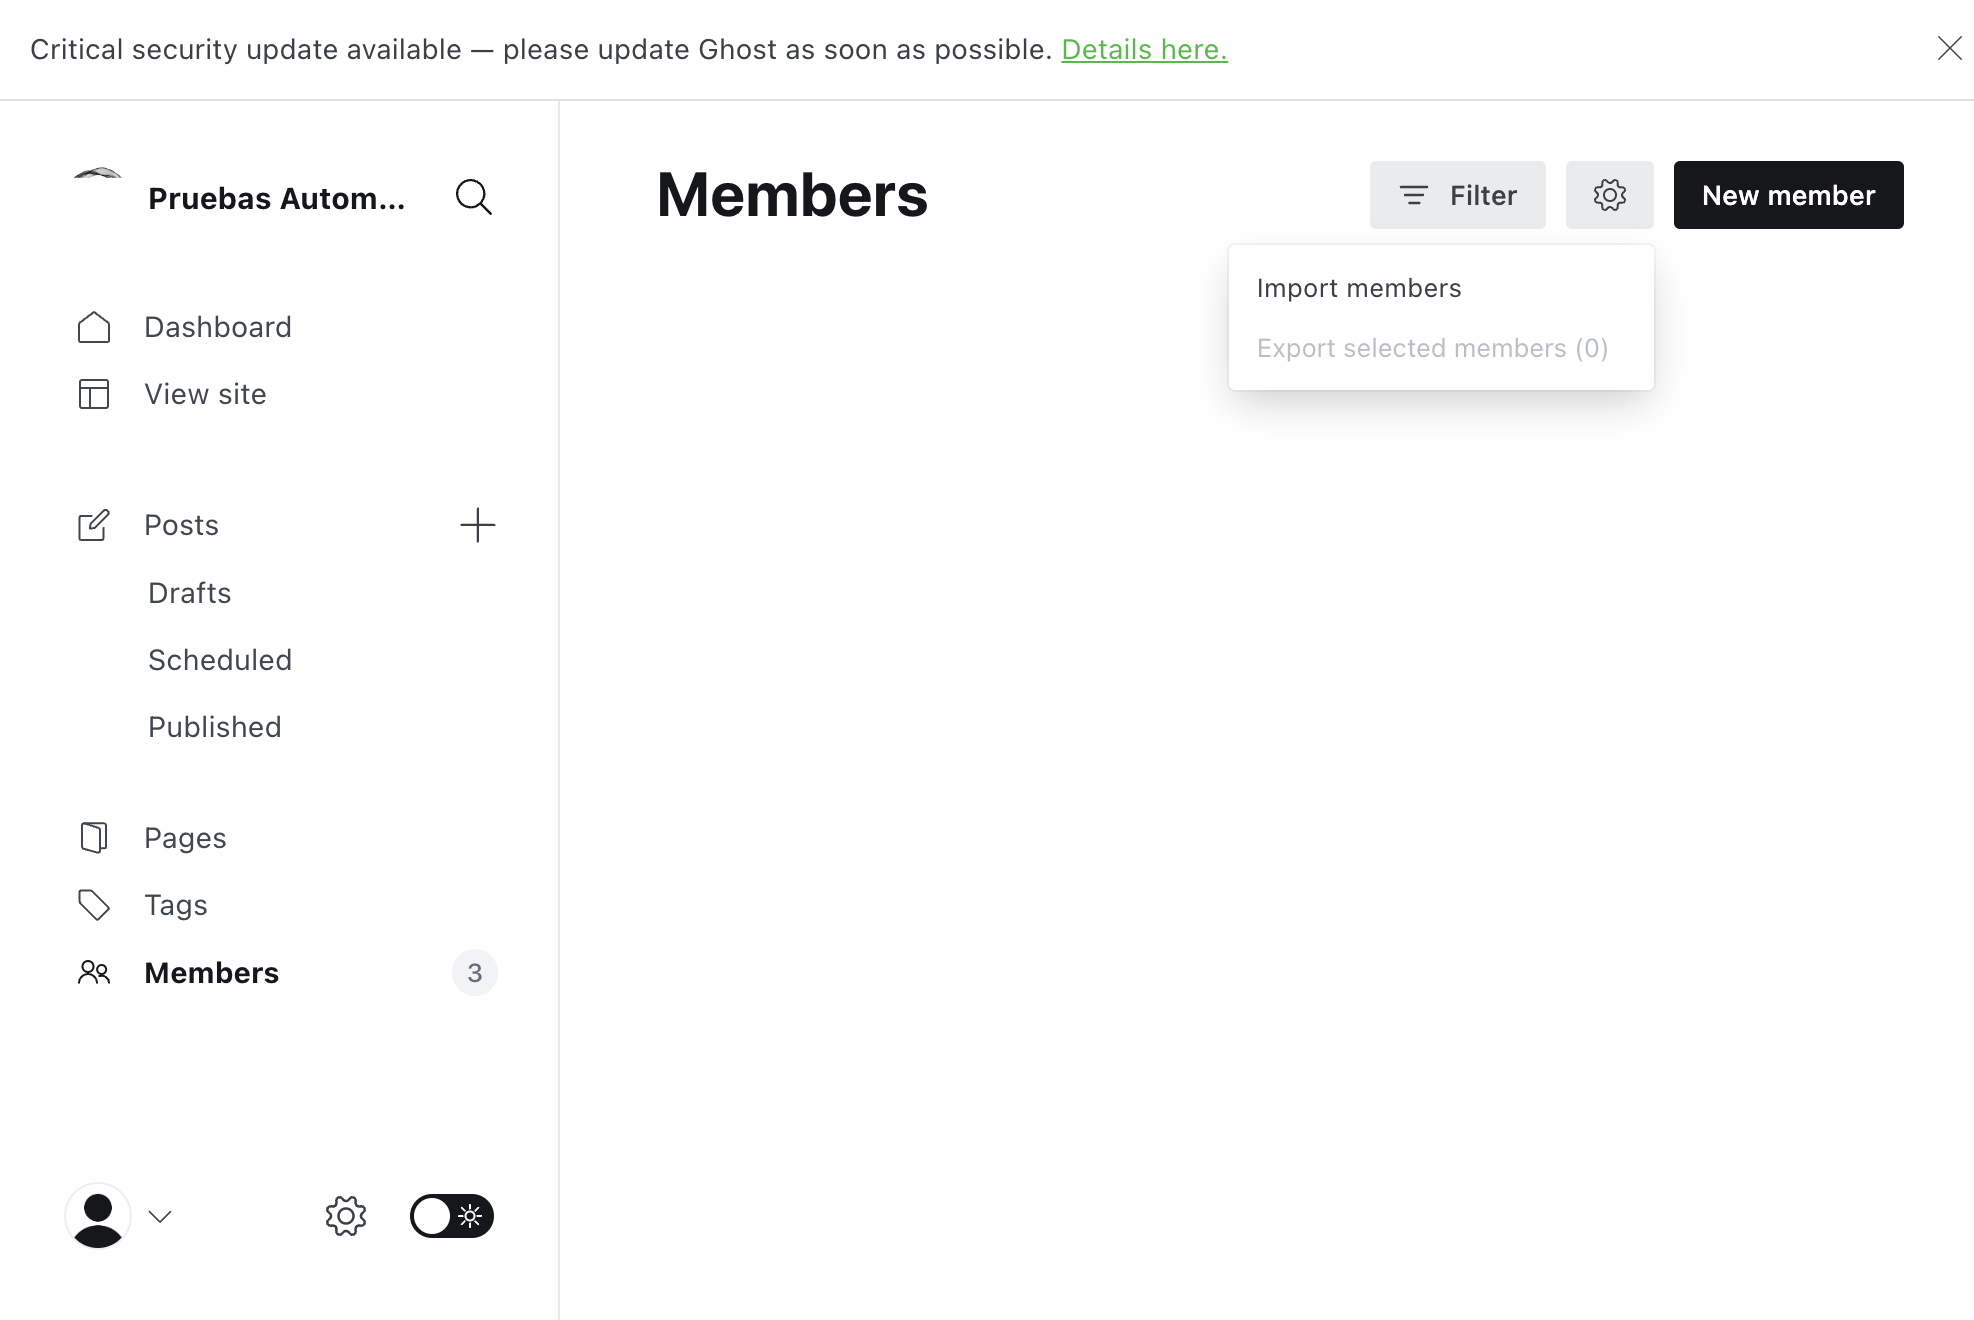 Critical security update available — please update Ghost as soon as possible. Details here.
Pruebas Autom...
Dashboard
View site
Posts
Drafts
Scheduled
Published
Pages
Tags
Members
3
Members
Filter
New member
Import members
Export selected members (0)